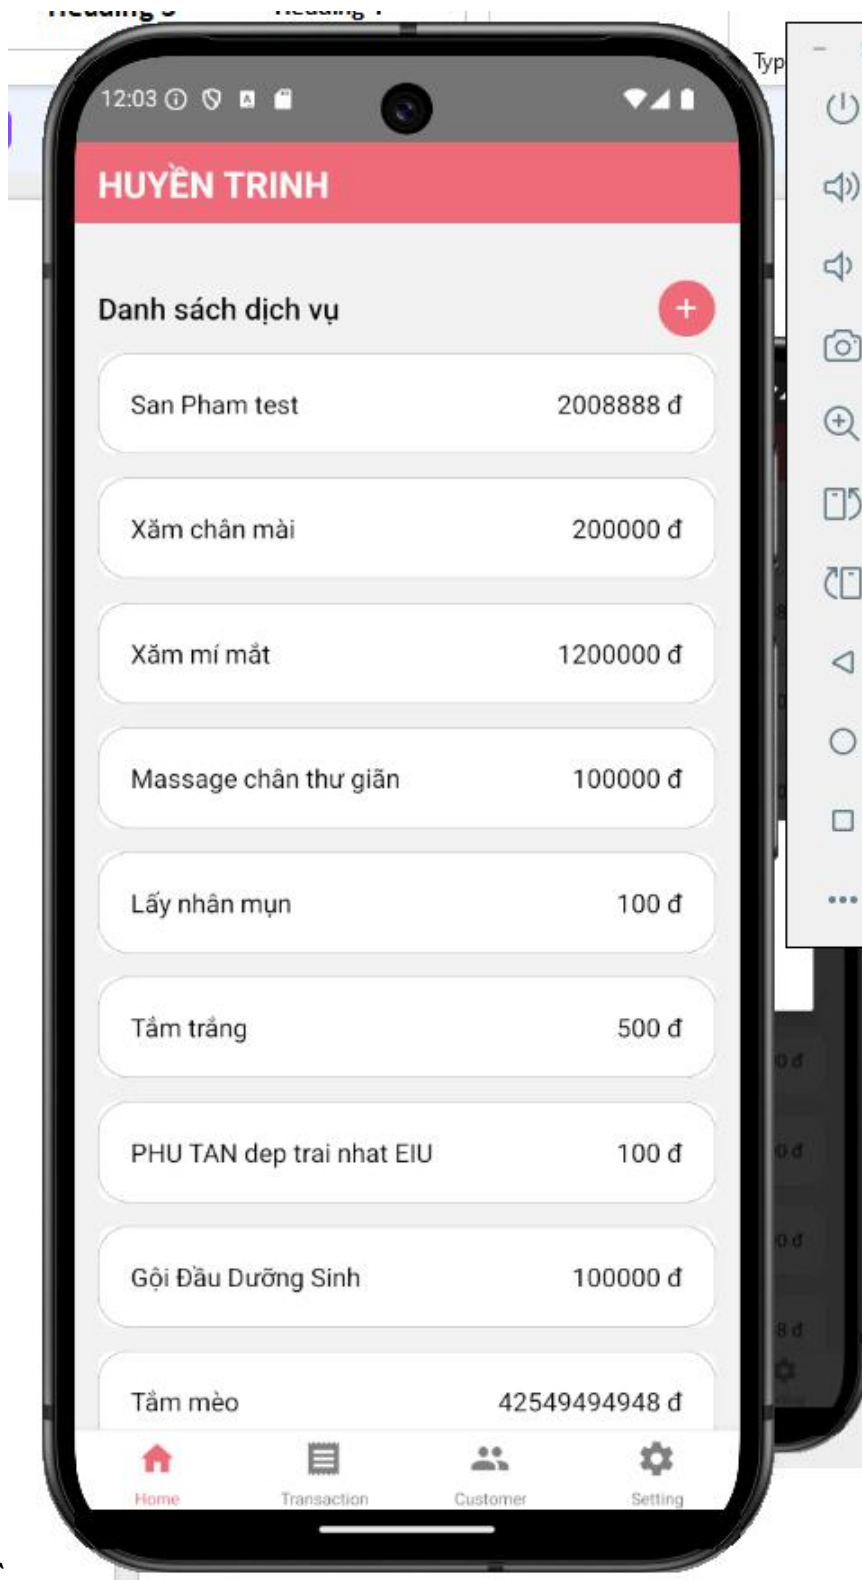 Typ
12:03
HUYỀN TRINH
Danh sách dịch vụ
+
San Pham test 2008888 đ
Xăm chân mài 200000 đ
Xăm mí mắt 1200000 đ
Massage chân thư giãn 100000 đ
Lấy nhân mụn 100 đ
Tắm trắng 500 đ
PHU TAN dep trai nhat EIU 100 đ
Gội Đầu Dưỡng Sinh 100000 đ
Tắm mèo 42549494948 đ
Home Transaction Customer Setting